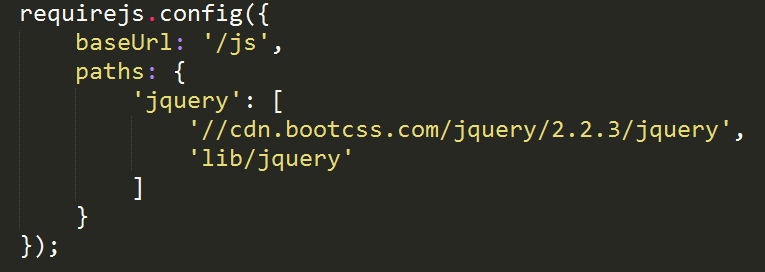 requirejs.config({
    baseUrl: '/js',
    paths: {
        'jquery': [
            '//cdn.bootcss.com/jquery/2.2.3/jquery',
            'lib/jquery'
        ]
    }
});